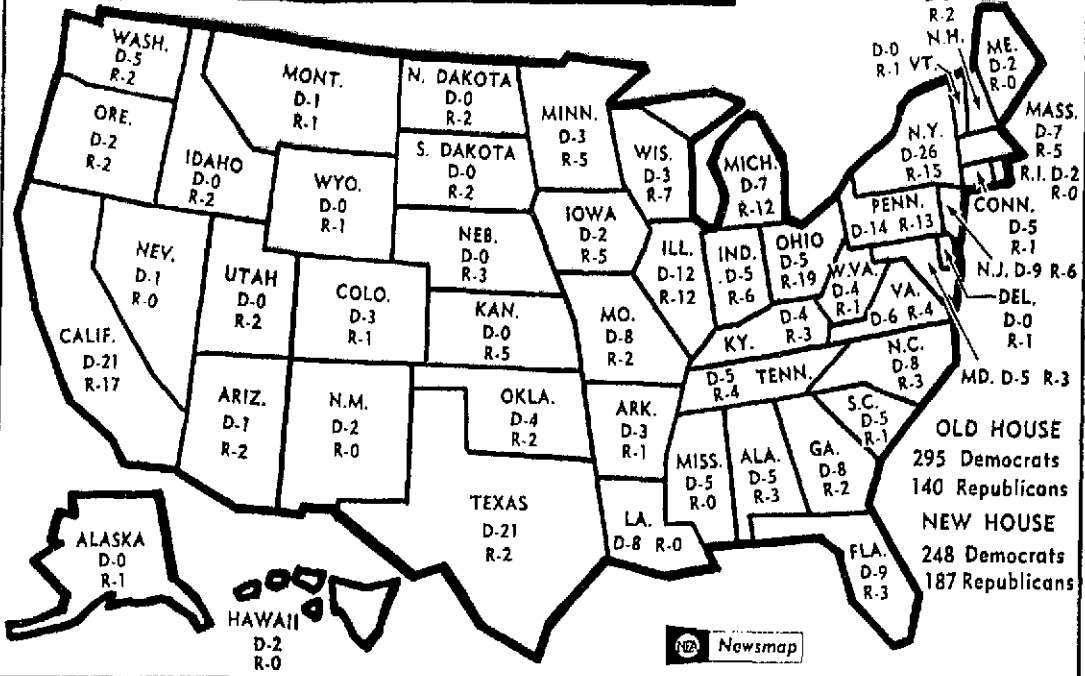 WASH.
D-5
R-2
ORE.
D-2
R-2
IDAHO
D-0
R-2
MONT.
D-1
R-1
WYO.
D-0
R-1
N. DAKOTA
D-0
R-2
S. DAKOTA
D-0
R-2
NEB.
D-0
R-3
KAN.
D-0
R-5
NEV.
D-1
R-0
UTAH
D-0
R-2
COLO.
D-3
R-1
CALIF.
D-21
R-17
ARIZ.
D-1
R-2
N.M.
D-2
R-0
OKLA.
D-4
R-2
TEXAS
D-21
R-2
MINN.
D-3
R-5
IOWA
D-2
R-5
MO.
D-8
R-2
ARK.
D-3
R-1
LA.
D-8 R-0
WIS.
D-3
R-7
ILL.
D-12
R-12
MICH.
D-7
R-12
IND.
D-5
R-6
OHIO
D-5
R-19
KY.
D-4
R-3
D-5 TENN.
R-4
MISS.
D-5
R-0
ALA.
D-5
R-3
GA.
D-8
R-2
FLA.
D-9
R-3
S.C.
D-5
R-1
N.C.
D-8
R-3
W.VA.
D-4
R-1
VA.
D-6 R-4
PENN.
D-14 R-13
N.Y.
D-26
R-15
D-0
R-1 VT.
R-2
N.H.
ME.
D-2
R-0
MASS.
D-7
R-5
R.I. D-2
R-0
CONN.
D-5
R-1
N.J. D-9 R-6
DEL.
D-0
R-1
MD. D-5 R-3
OLD HOUSE
295 Democrats
140 Republicans
NEW HOUSE
248 Democrats
187 Republicans
ALASKA
D-0
R-1
HAWAII
D-2
R-0
NEA Newsmap